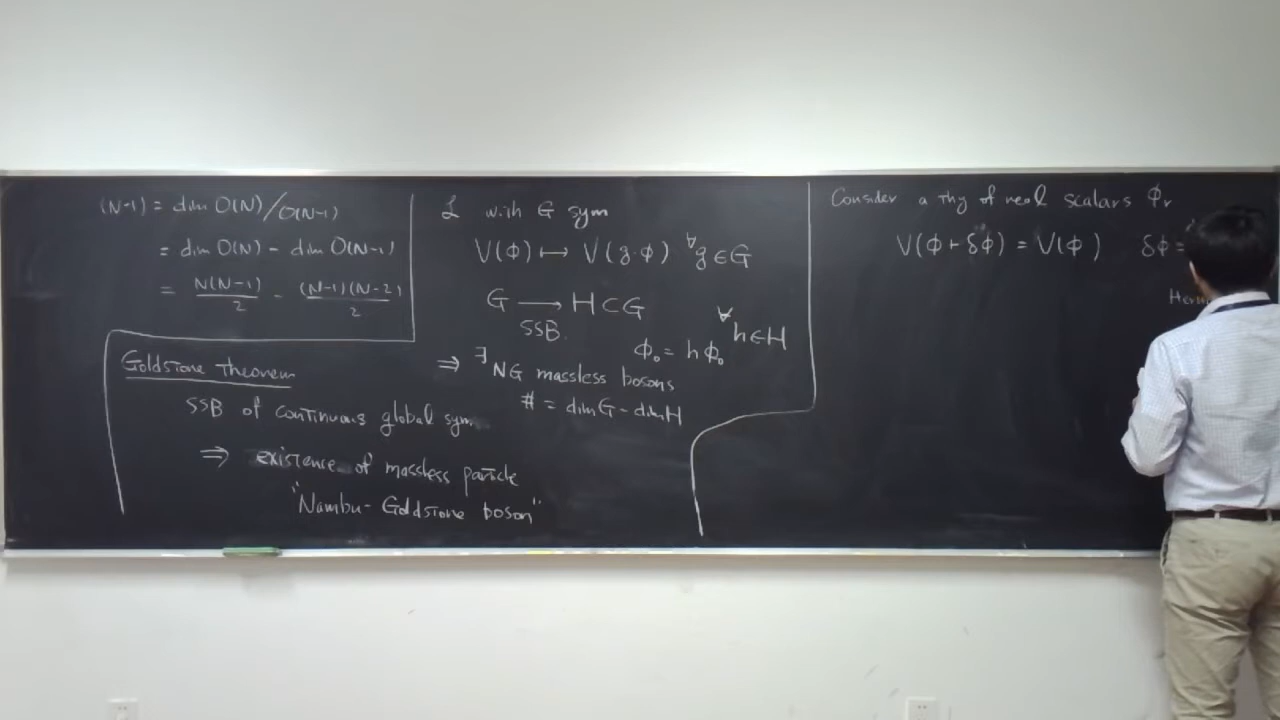 (N-1) = dim O(N)/O(N-1)
= dim O(N) - dim O(N-1)
= N(N-1)/2 - (N-1)(N-2)/2
Goldstone Theorem
SSB of continuous global sym
⇒ existence of massless particle
"Nambu-Goldstone boson"
ℒ with G sym
V(ϕ) ↦ V(g·ϕ) ∀g∈G
G → H⊂G
SSB.
ϕ₀ = hϕ₀ ∀h∈H
⇒ ∃ NG massless bosons
# = dim G - dim H
Consider a thy of real scalars ϕᵣ
V(ϕ+δϕ) = V(ϕ) δϕ =